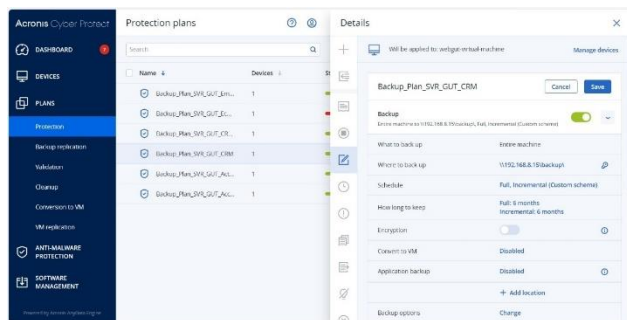 Acronis Cyber Protect
Protection plans
Details
DASHBOARD
Search
Will be applied to: webgut-virtual-machine
Manage devices
DEVICES
Name
Devices
St
PLANS
Backup_Plan_SVR_GUT_Em...
1
Backup_Plan_SVR_GUT_CRM
Cancel
Save
Backup_Plan_SVR_GUT_Ec...
1
Backup
Protection
Backup_Plan_SVR_GUT_CR...
1
Entire machine to \\192.168.8.15\backup\, Full, Incremental (Custom scheme)
Backup replication
Backup_Plan_SVR_GUT_CRM
1
What to back up
Entire machine
Validation
Backup_Plan_SVR_GUT_Act...
1
Where to back up
\\192.168.8.15\backup\
Cleanup
Backup_Plan_SVR_GUT_Acc...
1
Schedule
Full, Incremental (Custom scheme)
Conversion to VM
How long to keep
Full: 6 months
Incremental: 6 months
VM replication
Encryption
ANTI-MALWARE
PROTECTION
Convert to VM
Disabled
Application backup
Disabled
SOFTWARE
MANAGEMENT
+ Add location
Backup options
Change